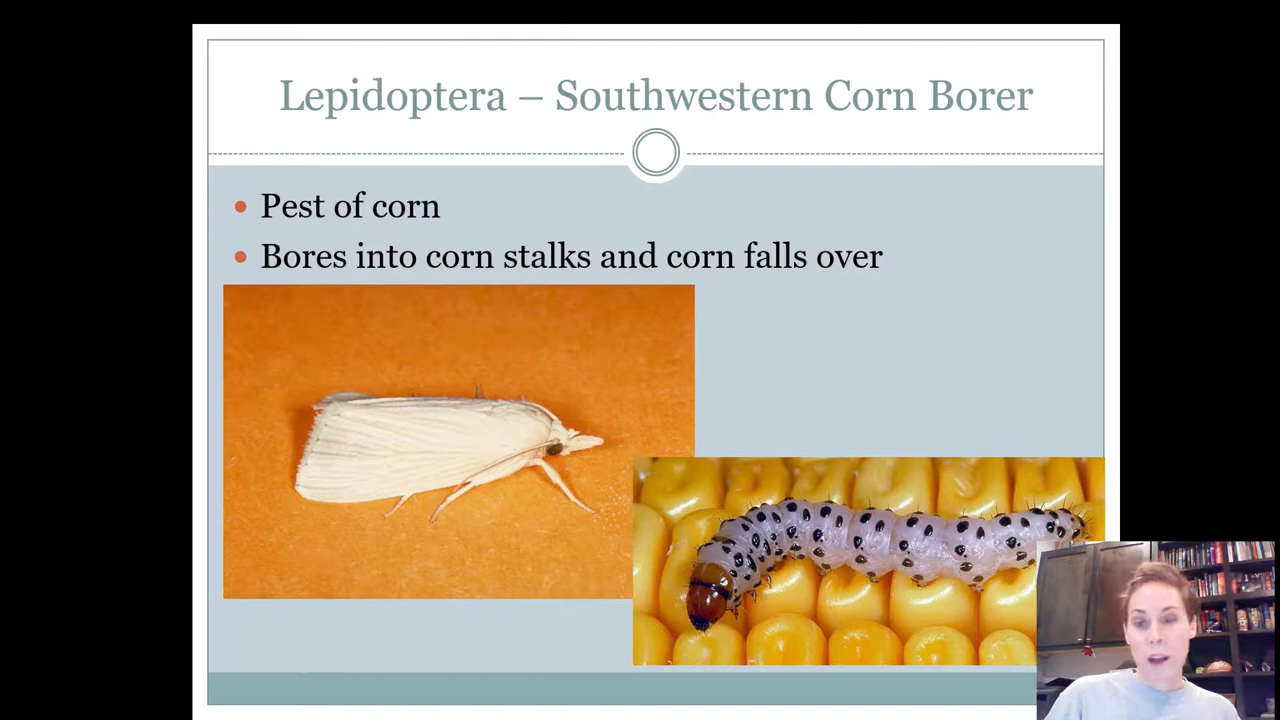 Lepidoptera – Southwestern Corn Borer
• Pest of corn
• Bores into corn stalks and corn falls over